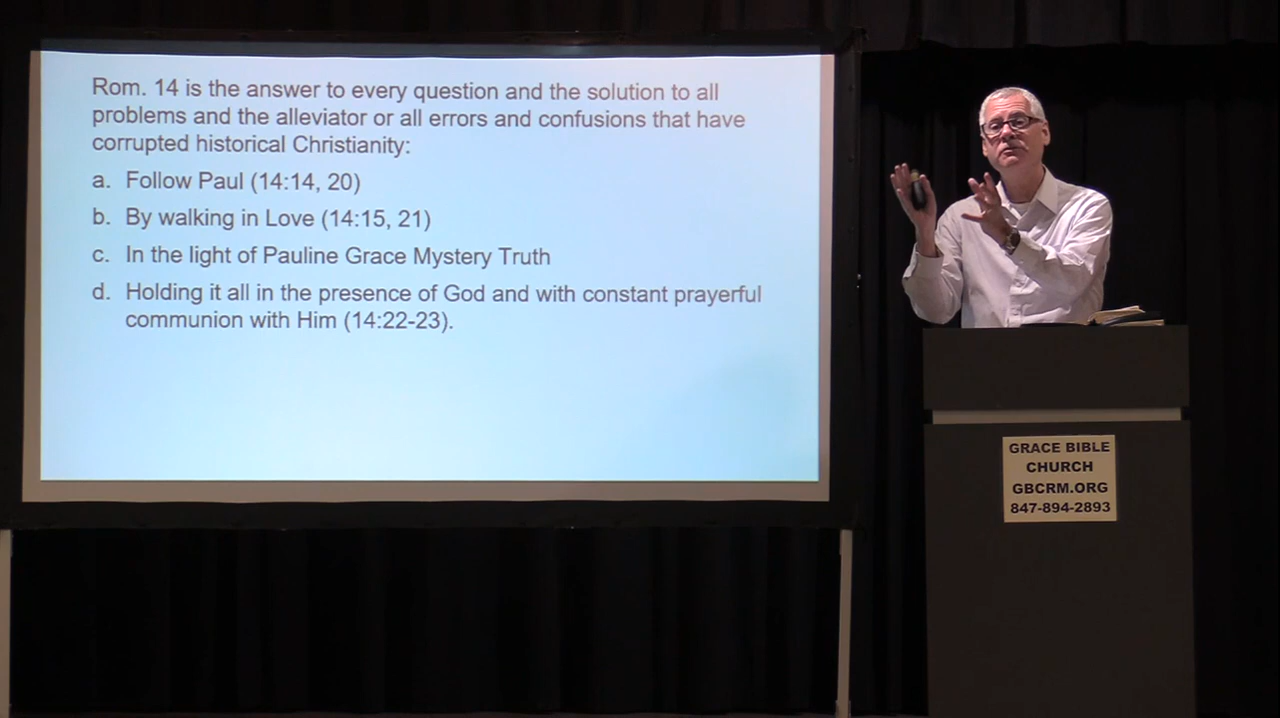 Rom. 14 is the answer to every question and the solution to all
problems and the alleviator or all errors and confusions that have
corrupted historical Christianity:
a. Follow Paul (14:14, 20)
b. By walking in Love (14:15, 21)
c. In the light of Pauline Grace Mystery Truth
d. Holding it all in the presence of God and with constant prayerful
communion with Him (14:22-23).
GRACE BIBLE
CHURCH
GBCRM.ORG
847-894-2893